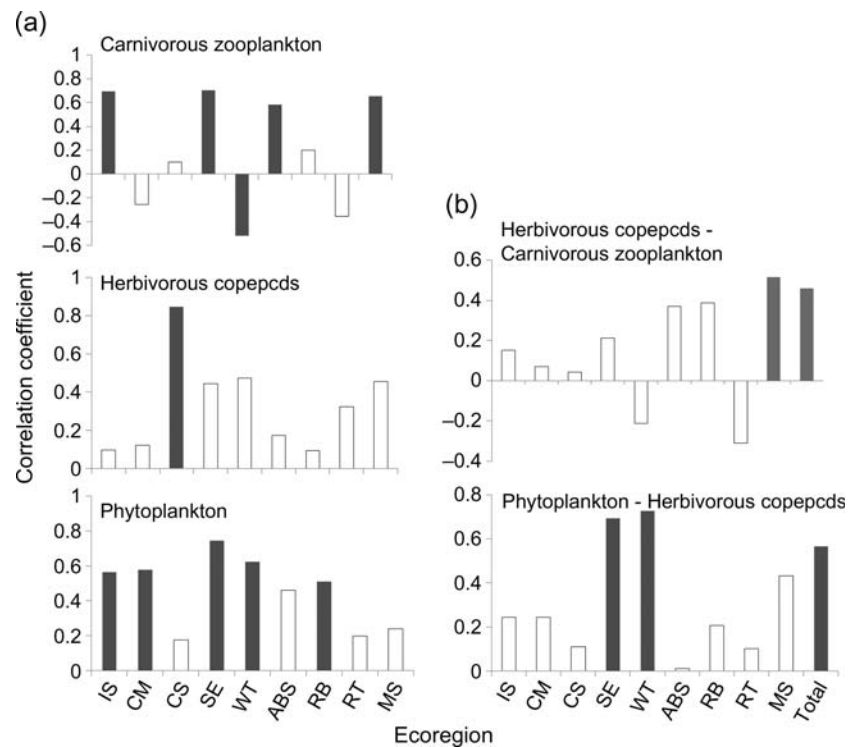 (a)
Carnivorous zooplankton
1
0.8
0.6
0.4
0.2
0
–0.2
–0.4
–0.6
Herbivorous copepcds
1
0.8
0.6
0.4
0.2
0
Phytoplankton
1
0.8
0.6
0.4
0.2
0
IS CM CS SE WT ABS RB RT MS
Correlation coefficient
(b)
Herbivorous copepcds -
Carnivorous zooplankton
0.6
0.4
0.2
0
–0.2
–0.4
Phytoplankton - Herbivorous copepcds
0.8
0.6
0.4
0.2
0
IS CM CS SE WT ABS RB RT MS Total
Ecoregion